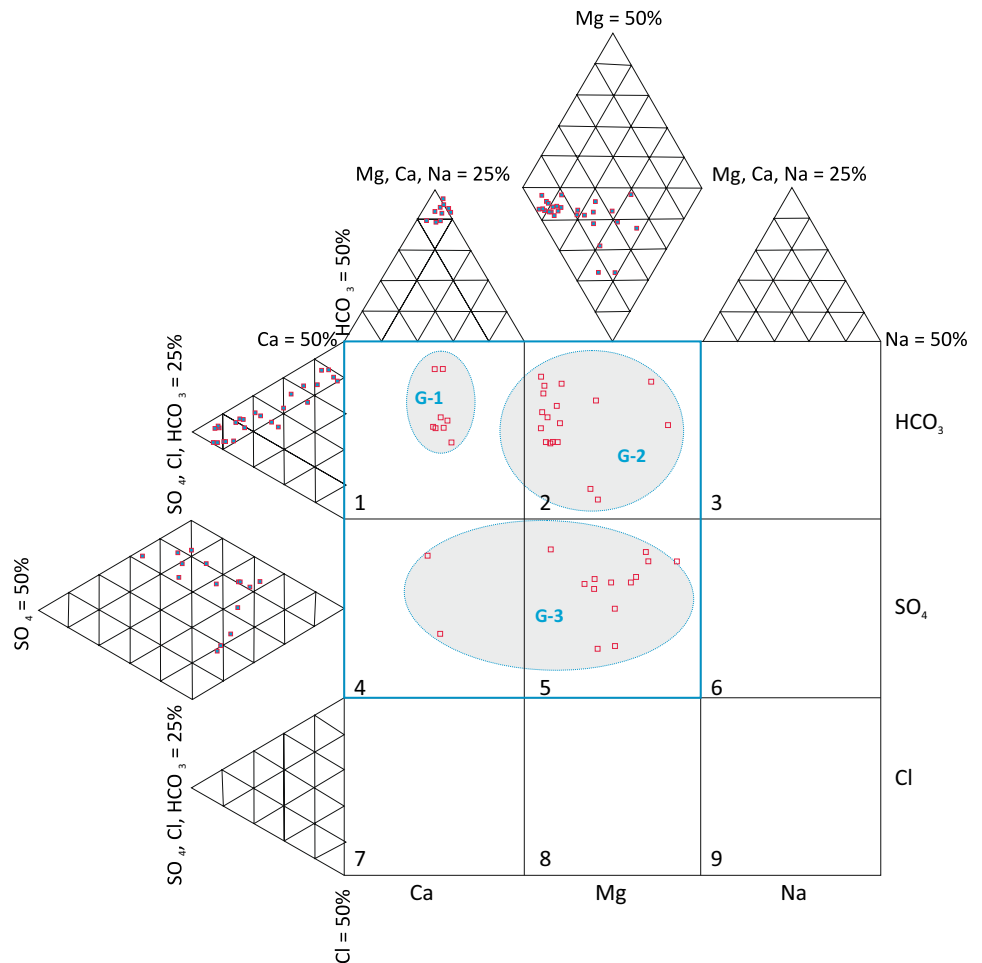 Mg = 50%
Mg, Ca, Na = 25%
Mg, Ca, Na = 25%
HCO3 = 50%
Ca = 50%
Na = 50%
SO4, Cl, HCO3 = 25%
G-1
G-2
HCO3
1
2
3
SO4 = 50%
G-3
SO4
4
5
6
SO4, Cl, HCO3 = 25%
Cl
7
8
9
Ca
Mg
Na
Cl = 50%